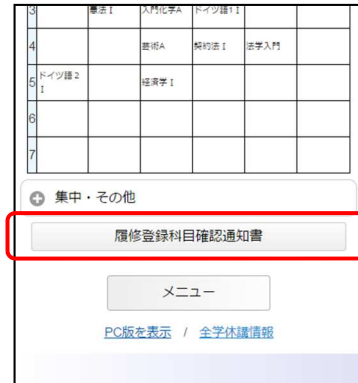 3 憲法Ⅰ 入門化学A ドイツ語1Ⅰ
4 芸術A 契約法Ⅰ 法学入門
5 ドイツ語2Ⅰ 経済学Ⅰ
6
7
集中・その他
履修登録科目確認通知書
メニュー
PC版を表示 / 全学休講情報